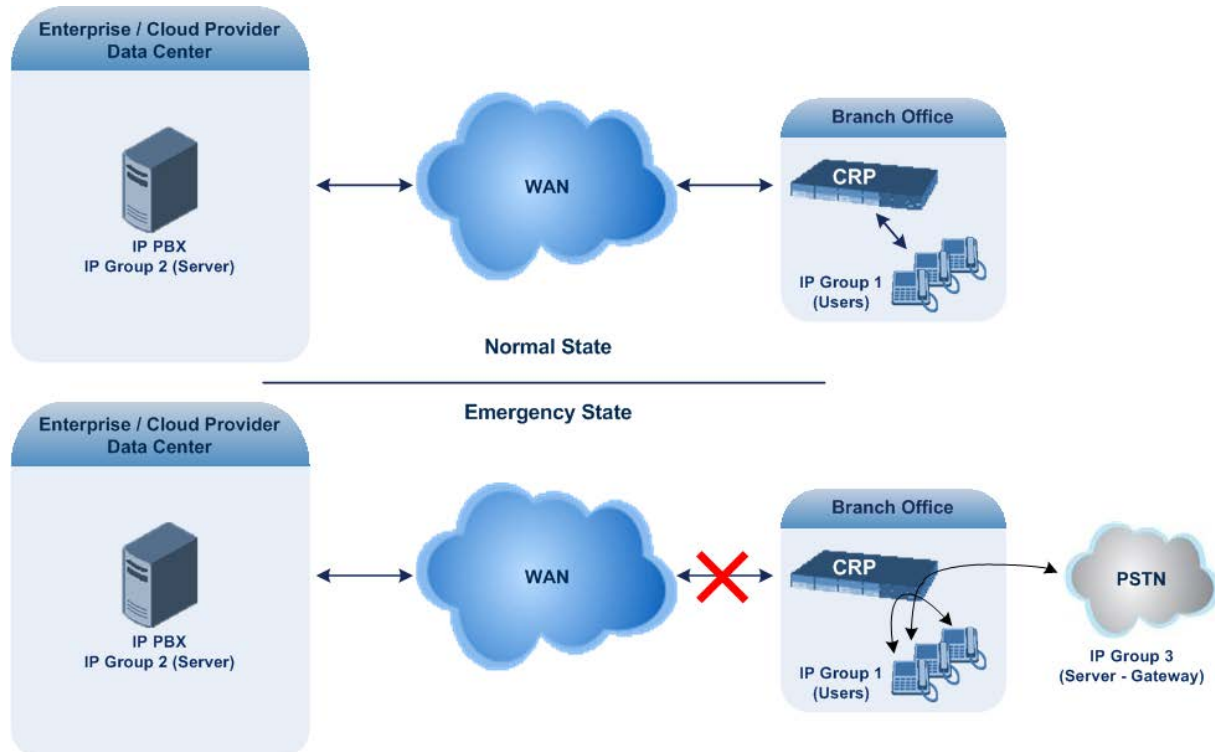 Enterprise / Cloud Provider
Data Center
IP PBX
IP Group 2 (Server)
WAN
Branch Office
CRP
IP Group 1
(Users)
Normal State
Emergency State
Enterprise / Cloud Provider
Data Center
IP PBX
IP Group 2 (Server)
WAN
Branch Office
CRP
IP Group 1
(Users)
PSTN
IP Group 3
(Server - Gateway)